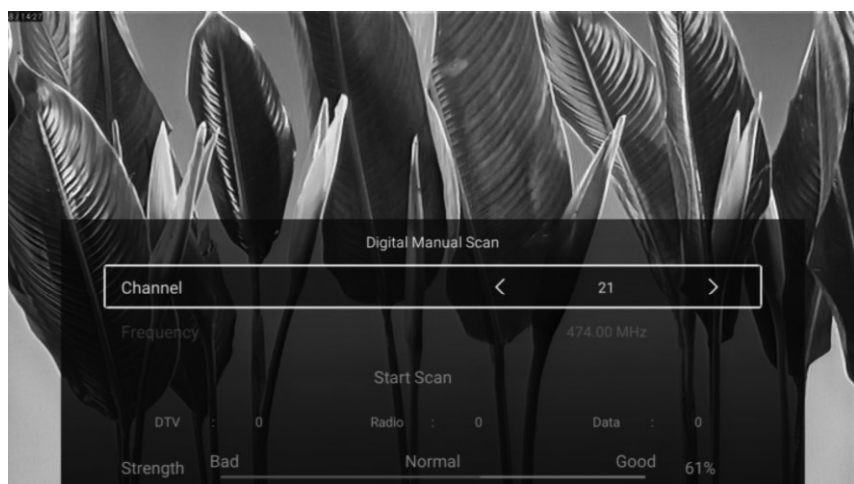 Digital Manual Scan
Channel < 21 >
Frequency 474.00 MHz
Start Scan
DTV : 0 Radio : 0 Data : 0
Bad Normal Good
Strength 61%